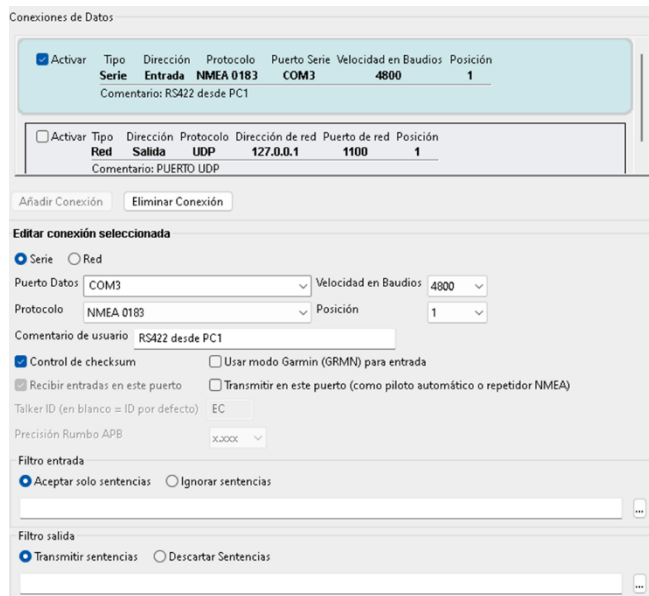 Conexiones de Datos
Activar Tipo Dirección Protocolo Puerto Serie Velocidad en Baudios Posición
Serie Entrada NMEA 0183 COM3 4800 1
Comentario: RS422 desde PC1
Activar Tipo Dirección Protocolo Dirección de red Puerto de red Posición
Red Salida UDP 127.0.0.1 1100 1
Comentario: PUERTO UDP
Añadir Conexión Eliminar Conexión
Editar conexión seleccionada
Serie Red
Puerto Datos COM3 Velocidad en Baudios 4800
Protocolo NMEA 0183 Posición 1
Comentario de usuario RS422 desde PC1
Control de checksum Usar modo Garmin (GRMN) para entrada
Recibir entradas en este puerto Transmitir en este puerto (como piloto automático o repetidor NMEA)
Talker ID (en blanco = ID por defecto) EC
Precisión Rumbo APB x.xxx
Filtro entrada
Aceptar solo sentencias Ignorar sentencias
...
Filtro salida
Transmitir sentencias Descartar Sentencias
...